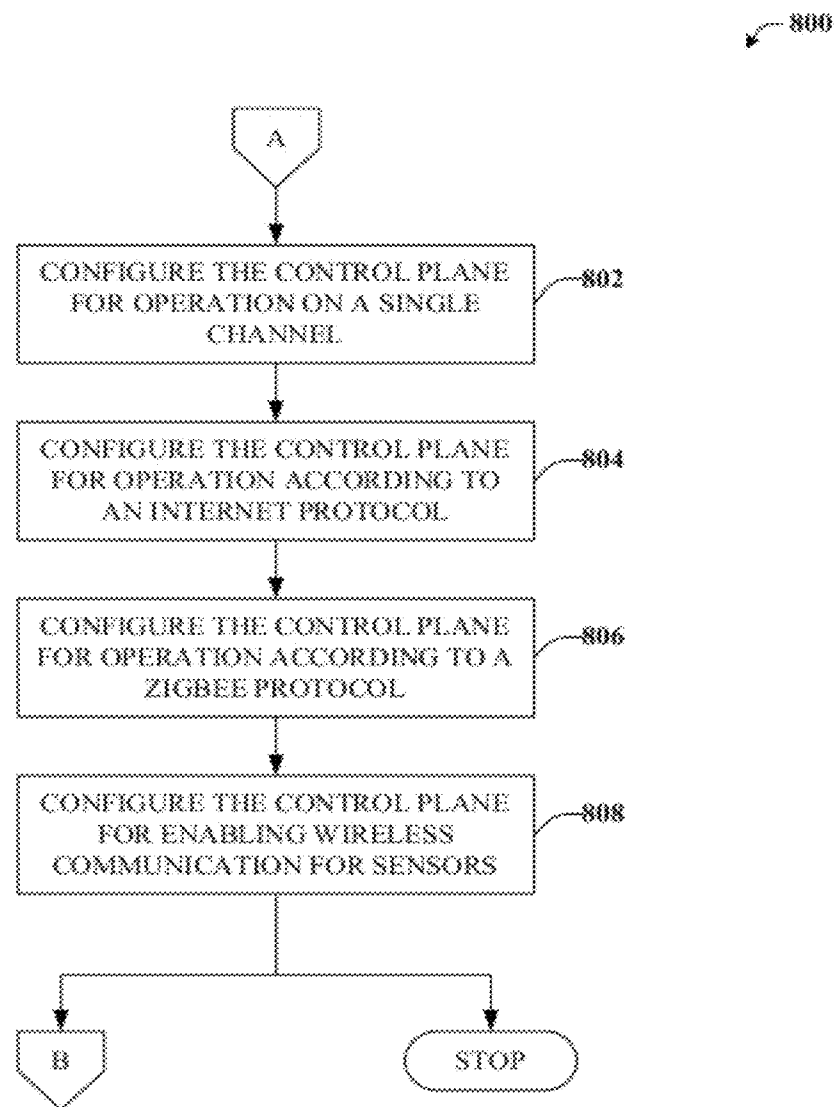 800
A
CONFIGURE THE CONTROL PLANE
FOR OPERATION ON A SINGLE
CHANNEL
802
CONFIGURE THE CONTROL PLANE
FOR OPERATION ACCORDING TO
AN INTERNET PROTOCOL
804
CONFIGURE THE CONTROL PLANE
FOR OPERATION ACCORDING TO A
ZIGBEE PROTOCOL
806
CONFIGURE THE CONTROL PLANE
FOR ENABLING WIRELESS
COMMUNICATION FOR SENSORS
808
B
STOP